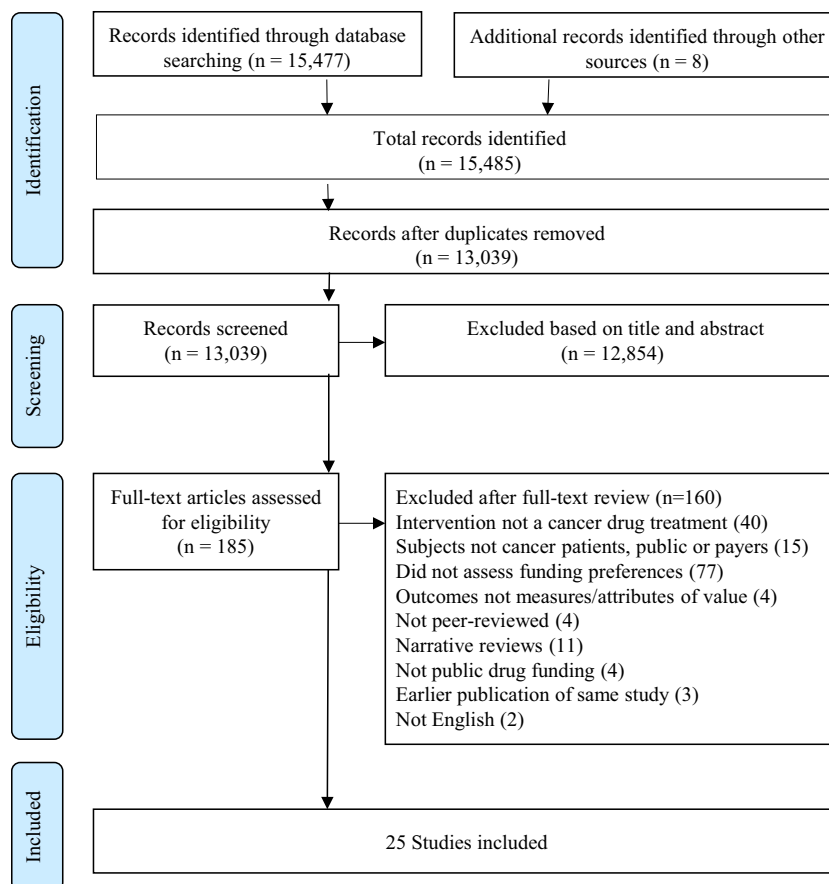 Identification
Records identified through database
searching (n = 15,477)
Additional records identified through other
sources (n = 8)
Total records identified
(n = 15,485)
Records after duplicates removed
(n = 13,039)
Screening
Records screened
(n = 13,039)
Excluded based on title and abstract
(n = 12,854)
Eligibility
Full-text articles assessed
for eligibility
(n = 185)
Excluded after full-text review (n=160)
Intervention not a cancer drug treatment (40)
Subjects not cancer patients, public or payers (15)
Did not assess funding preferences (77)
Outcomes not measures/attributes of value (4)
Not peer-reviewed (4)
Narrative reviews (11)
Not public drug funding (4)
Earlier publication of same study (3)
Not English (2)
Included
25 Studies included